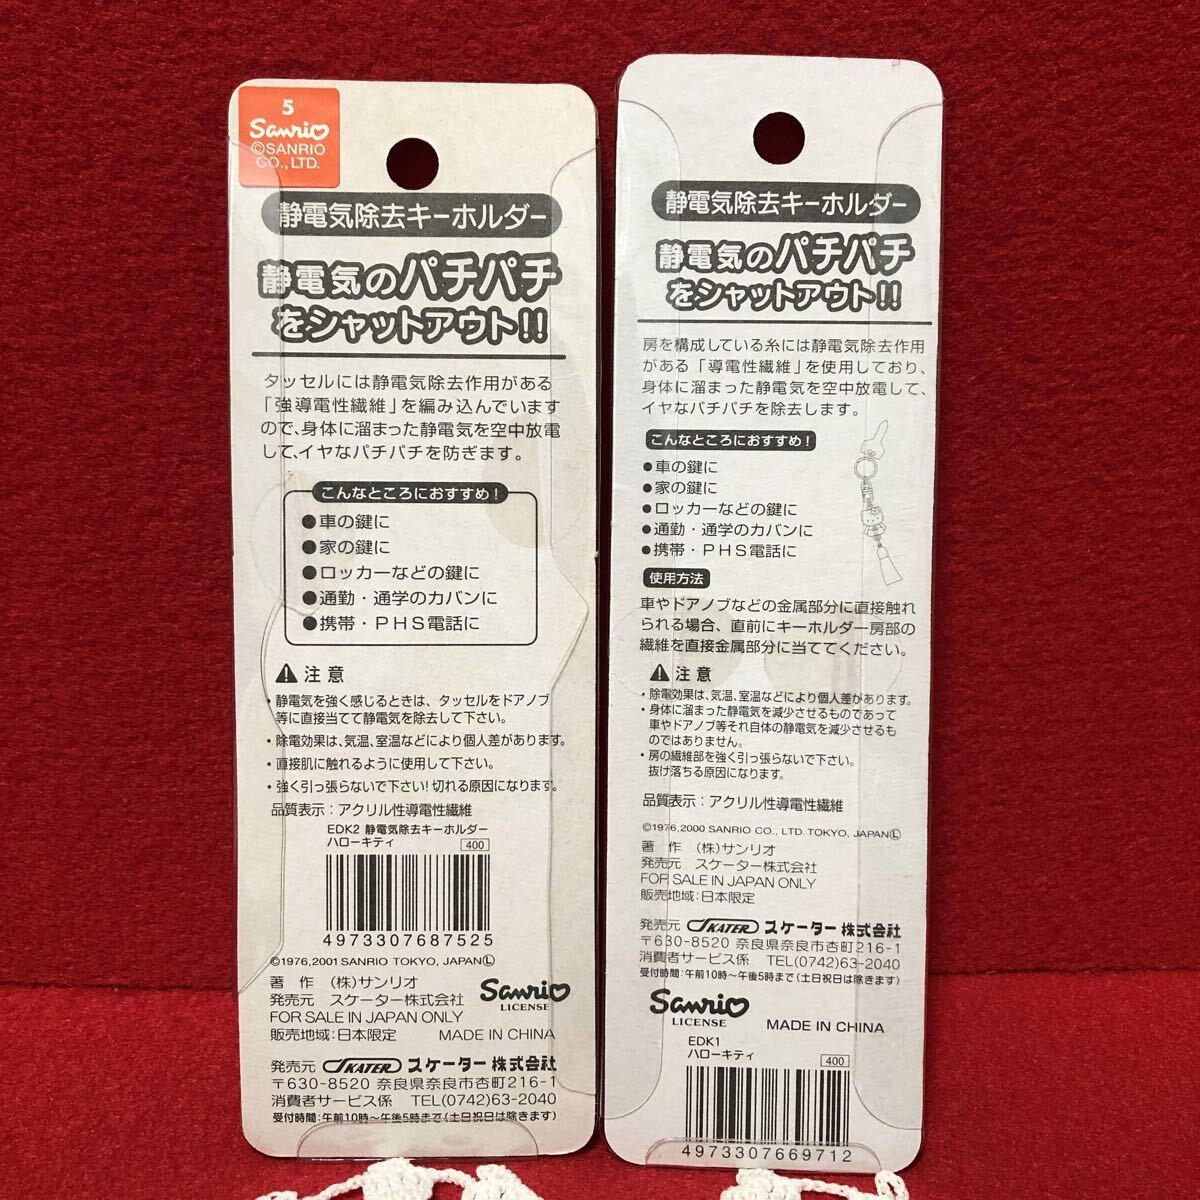 5
Sanrio
©SANRIO
CO.,LTD.
静電気除去キーホルダー
静電気のパチパチ
をシャットアウト!!
タッセルには静電気除去作用がある
「強導電性繊維」を編み込んでいます
ので、身体に溜まった静電気を空中放電
して、イヤなパチパチを防ぎます。
こんなところにおすすめ!
●車の鍵に
●家の鍵に
●ロッカーなどの鍵に
●通勤・通学のカバンに
●携帯・PHS電話に
注意
・静電気を強く感じるときは、タッセルをドアノブ
等に直接当てて静電気を除去して下さい。
・除電効果は、気温、室温などにより個人差があります。
・直接肌に触れるように使用して下さい。
・強く引っ張らないで下さい!切れる原因になります。
品質表示：アクリル性導電性繊維
EDK2 静電気除去キーホルダー
ハローキティ
400
4973307687525
©1976,2001 SANRIO TOKYO, JAPANⓁ
著 作 (株)サンリオ
発売元 スケーター株式会社
FOR SALE IN JAPAN ONLY
販売地域:日本限定
Sanrio
LICENSE
MADE IN CHINA
発売元 SKATER スケーター株式会社
〒630-8520 奈良県奈良市杏町216-1
消費者サービス係 TEL(0742)63-2040
受付時間:午前10時〜午後5時まで(土日祝日は除きます)
静電気除去キーホルダー
静電気のパチパチ
をシャットアウト!!
房を構成している糸には静電気除去作用
がある「導電性繊維」を使用しており、
身体に溜まった静電気を空中放電して、
イヤなパチパチを除去します。
こんなところにおすすめ!
●車の鍵に
●家の鍵に
●ロッカーなどの鍵に
●通勤・通学のカバンに
●携帯・PHS電話に
使用方法
車やドアノブなどの金属部分に直接触れ
られる場合、直前にキーホルダー房部の
繊維を直接金属部分に当ててください。
注意
・除電効果は、気温、室温などにより個人差があります。
・身体に溜まった静電気を減少させるものであって
車やドアノブ等それ自体の静電気を減少させるも
のではありません。
・房の繊維部を強く引っ張らないで下さい。
抜け落ちる原因になります。
品質表示：アクリル性導電性繊維
©1976,2000 SANRIO CO., LTD. TOKYO, JAPANⓁ
著 作 (株)サンリオ
発売元 スケーター株式会社
FOR SALE IN JAPAN ONLY
販売地域:日本限定
発売元 SKATER スケーター株式会社
〒630-8520 奈良県奈良市杏町216-1
消費者サービス係 TEL(0742)63-2040
受付時間:午前10時〜午後5時まで(土日祝日は除きます)
Sanrio
LICENSE
MADE IN CHINA
EDK1
ハローキティ
400
4973307669712